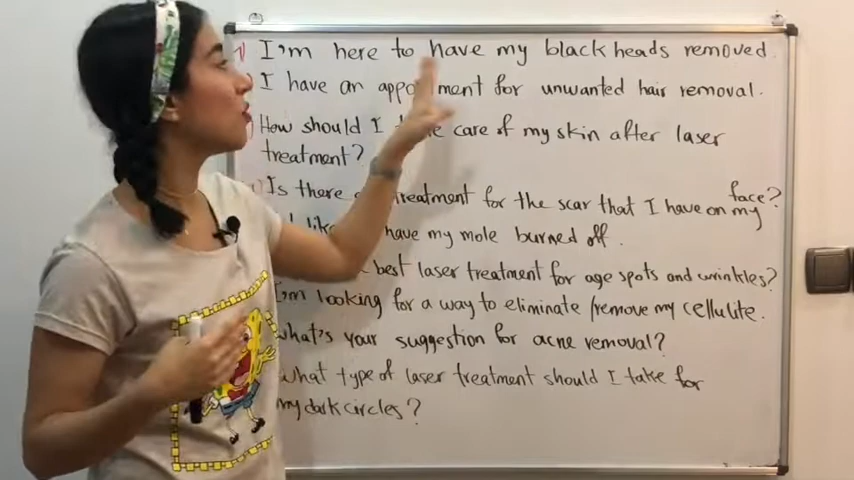 I'm here to have my black heads removed.
I have an appointment for unwanted hair removal.
How should I care of my skin after laser
treatment?
Is there treatment for the scar that I have on my face?
have my mole burned off.
best laser treatment for age spots and wrinkles?
I'm looking for a way to eliminate /remove my cellulite.
What's your suggestion for acne removal?
What type of laser treatment should I take for
my dark circles?